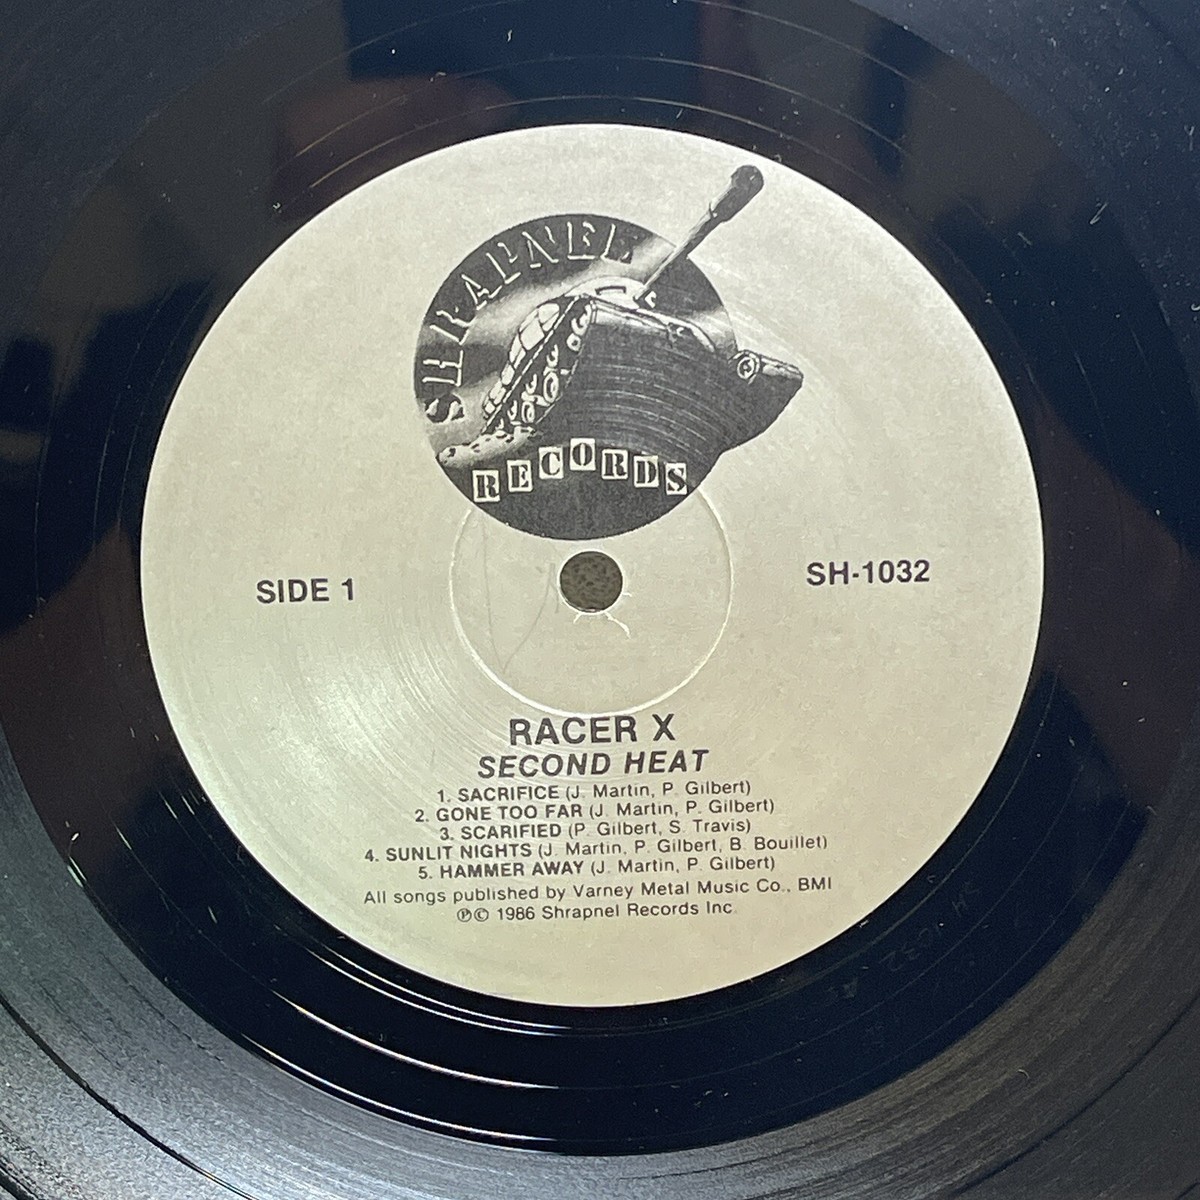 SHRAPNEL
RECORDS
SIDE 1
SH-1032
RACER X
SECOND HEAT
1. SACRIFICE (J. Martin, P. Gilbert)
2. GONE TOO FAR (J. Martin, P. Gilbert)
3. SCARIFIED (P. Gilbert, S. Travis)
4. SUNLIT NIGHTS (J. Martin, P. Gilbert, B. Bouillet)
5. HAMMER AWAY (J. Martin, P. Gilbert)
All songs published by Varney Metal Music Co., BMI
℗© 1986 Shrapnel Records Inc.